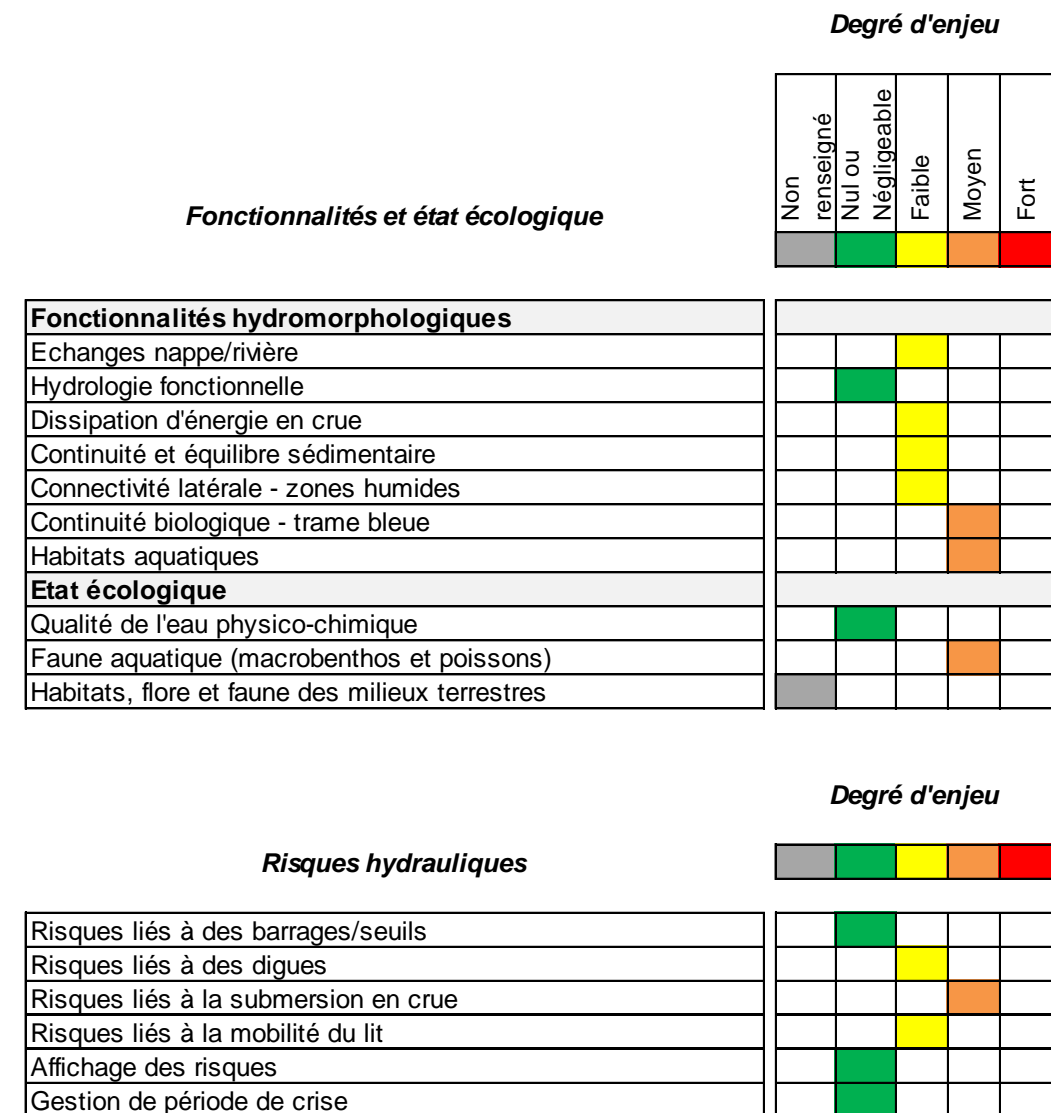 Degré d'enjeu
Non
renseigné
Nul ou
Négligeable
Faible
Moyen
Fort
Fonctionnalités et état écologique
Fonctionnalités hydromorphologiques
Echanges nappe/rivière
Hydrologie fonctionnelle
Dissipation d'énergie en crue
Continuité et équilibre sédimentaire
Connectivité latérale - zones humides
Continuité biologique - trame bleue
Habitats aquatiques
Etat écologique
Qualité de l'eau physico-chimique
Faune aquatique (macrobenthos et poissons)
Habitats, flore et faune des milieux terrestres
Degré d'enjeu
Risques hydrauliques
Risques liés à des barrages/seuils
Risques liés à des digues
Risques liés à la submersion en crue
Risques liés à la mobilité du lit
Affichage des risques
Gestion de période de crise